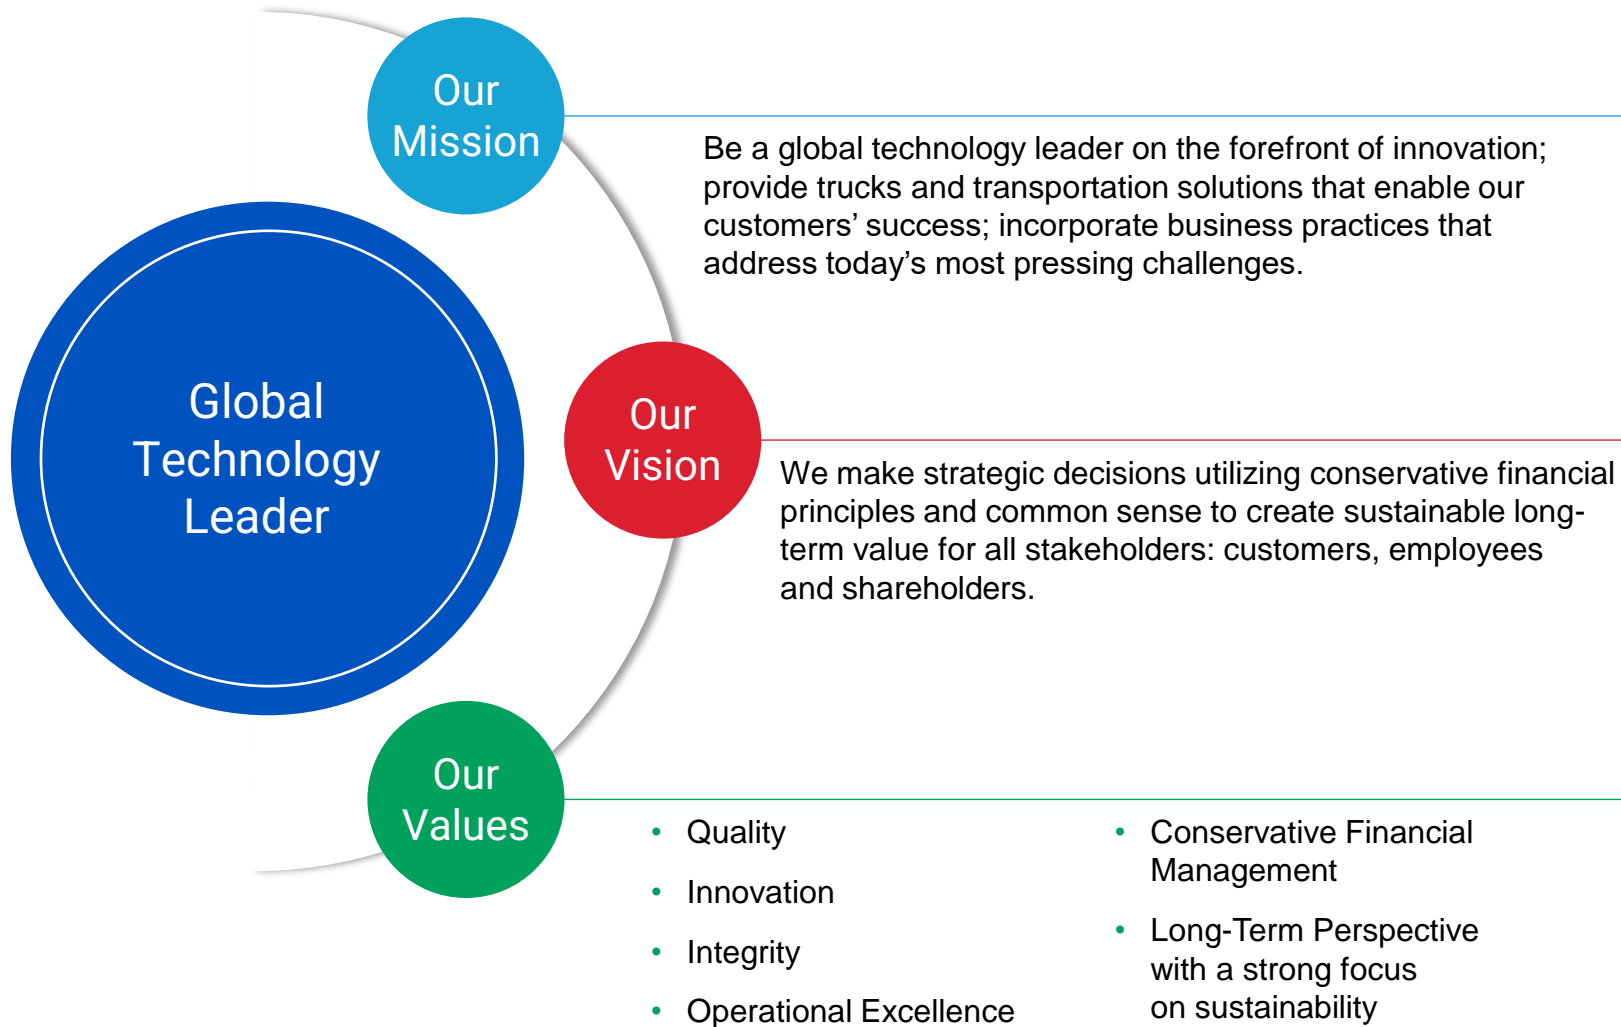 Our
Mission
Be a global technology leader on the forefront of innovation;
provide trucks and transportation solutions that enable our
customers’ success; incorporate business practices that
address today’s most pressing challenges.
Global
Technology
Leader
Our
Vision
We make strategic decisions utilizing conservative financial
principles and common sense to create sustainable long-
term value for all stakeholders: customers, employees
and shareholders.
Our
Values
• Quality
• Innovation
• Integrity
• Operational Excellence
• Conservative Financial
Management
• Long-Term Perspective
with a strong focus
on sustainability